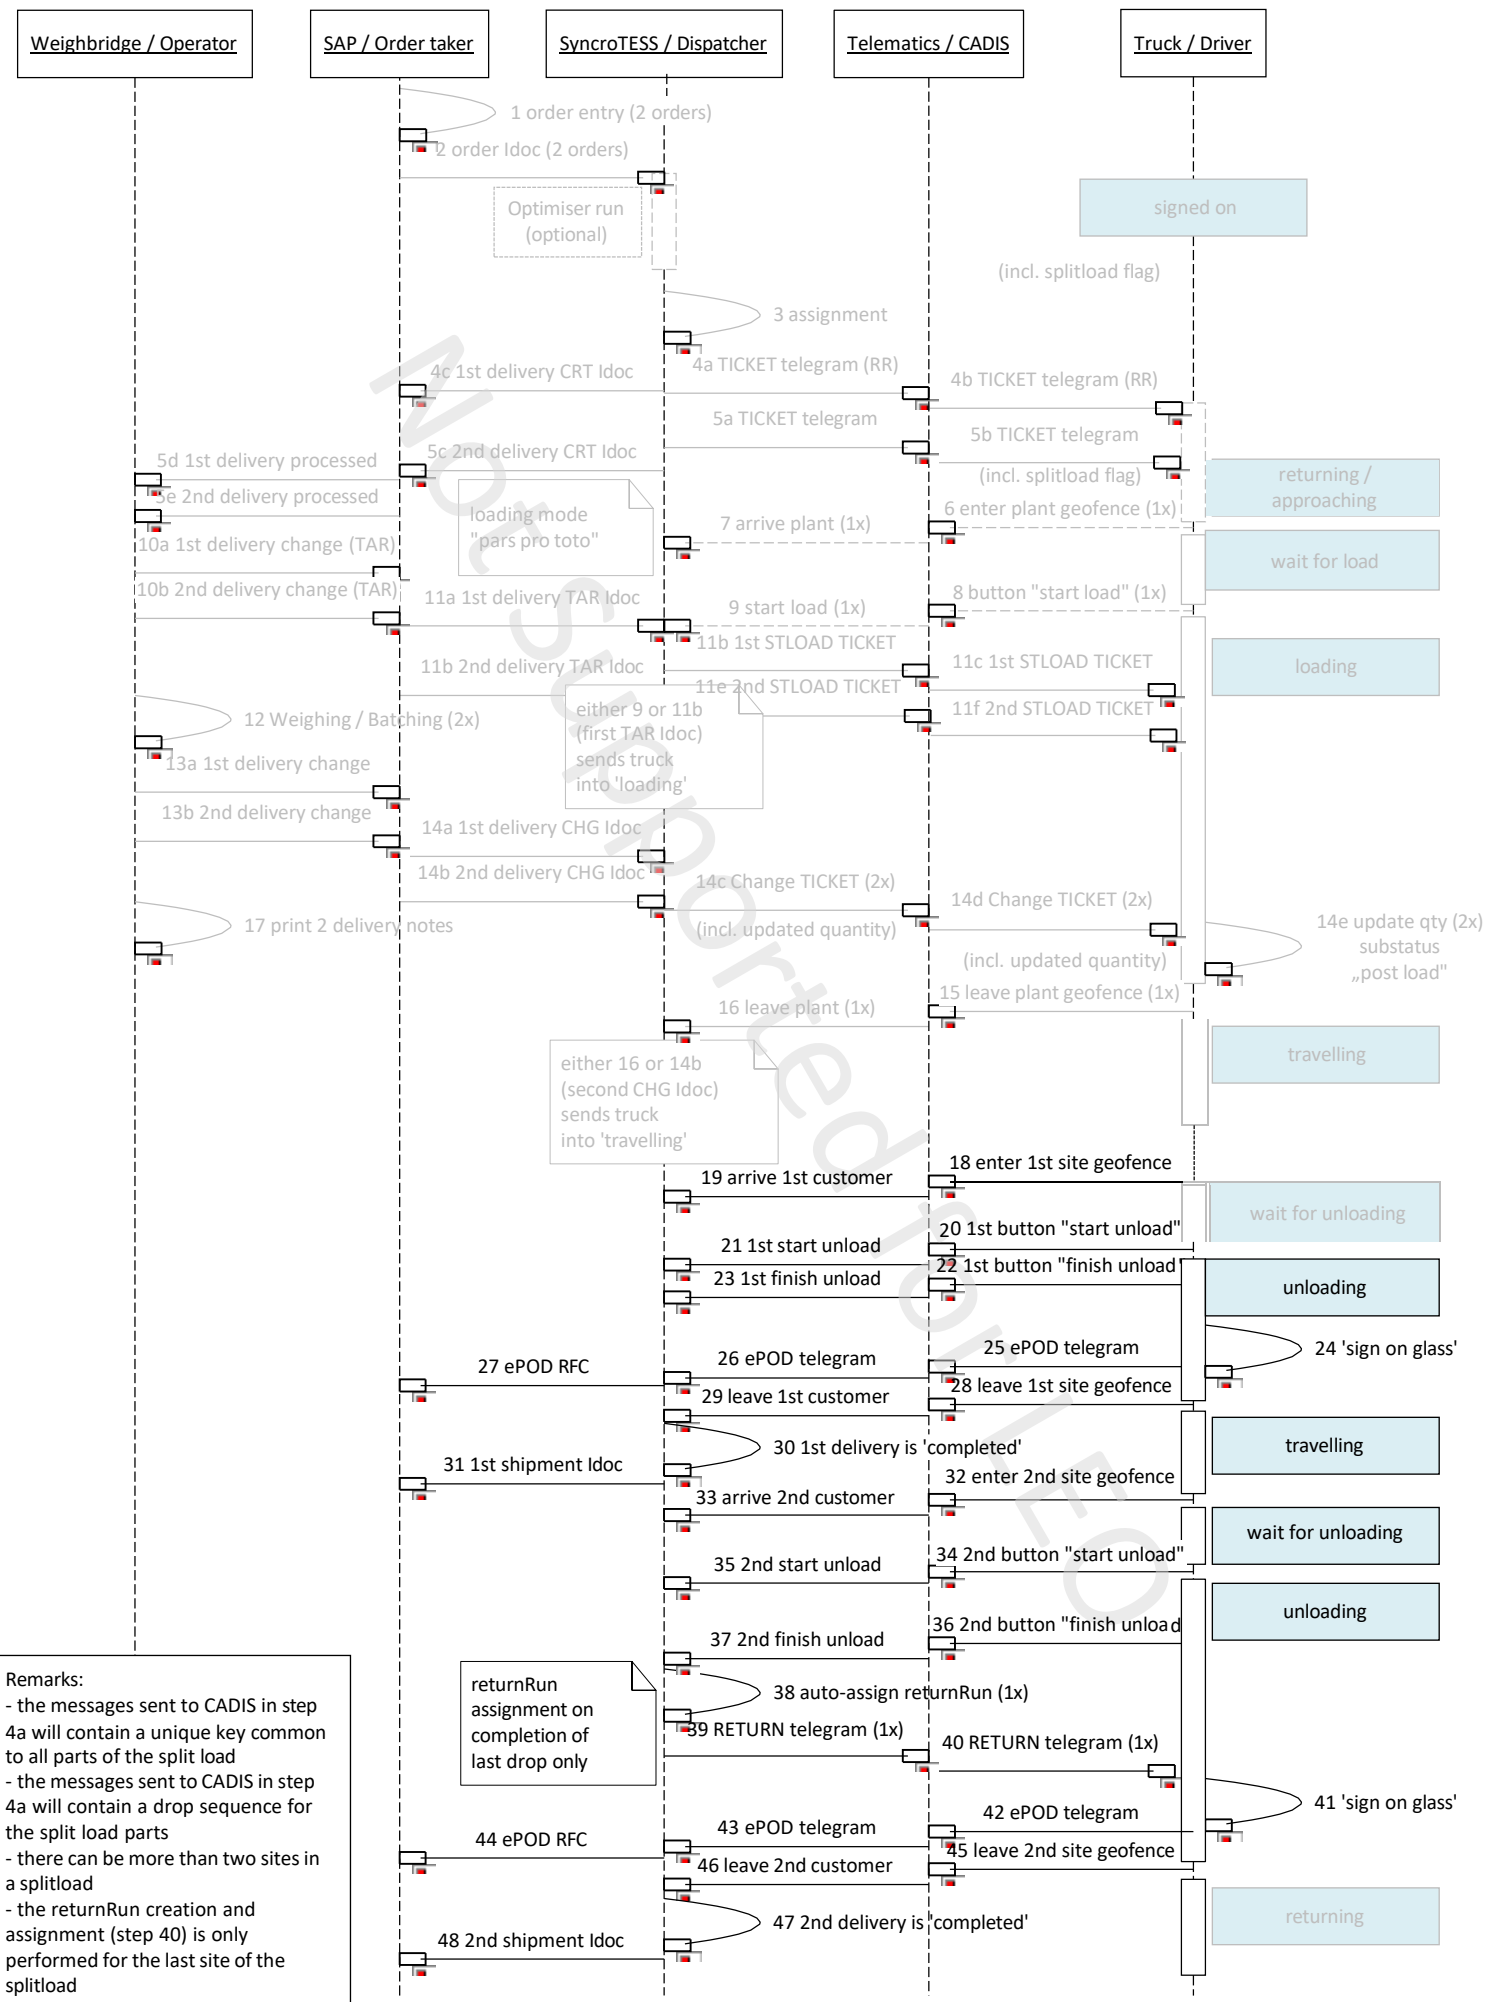 Weighbridge / Operator
SAP / Order taker
SyncroTESS / Dispatcher
Telematics / CADIS
Truck / Driver
1 order entry (2 orders)
2 order Idoc (2 orders)
Optimiser run
(optional)
signed on
(incl. splitload flag)
3 assignment
4c 1st delivery CRT Idoc
4a TICKET telegram (RR)
4b TICKET telegram (RR)
5a TICKET telegram
5b TICKET telegram
5d 1st delivery processed
5c 2nd delivery CRT Idoc
(incl. splitload flag)
returning /
approaching
5e 2nd delivery processed
loading mode
"pars pro toto"
7 arrive plant (1x)
6 enter plant geofence (1x)
10a 1st delivery change (TAR)
wait for load
10b 2nd delivery change (TAR)
11a 1st delivery TAR Idoc
9 start load (1x)
8 button "start load" (1x)
11b 2nd delivery TAR Idoc
11b 1st STLOAD TICKET
11c 1st STLOAD TICKET
loading
11e 2nd STLOAD TICKET
11f 2nd STLOAD TICKET
either 9 or 11b
(first TAR Idoc)
sends truck
into 'loading'
12 Weighing / Batching (2x)
13a 1st delivery change
13b 2nd delivery change
14a 1st delivery CHG Idoc
14b 2nd delivery CHG Idoc
14c Change TICKET (2x)
14d Change TICKET (2x)
17 print 2 delivery notes
(incl. updated quantity)
(incl. updated quantity)
14e update qty (2x)
substatus
„post load"
15 leave plant geofence (1x)
16 leave plant (1x)
either 16 or 14b
(second CHG Idoc)
sends truck
into 'travelling'
travelling
18 enter 1st site geofence
19 arrive 1st customer
wait for unloading
20 1st button "start unload"
21 1st start unload
22 1st button "finish unload"
23 1st finish unload
unloading
24 'sign on glass'
25 ePOD telegram
26 ePOD telegram
27 ePOD RFC
28 leave 1st site geofence
29 leave 1st customer
30 1st delivery is 'completed'
travelling
31 1st shipment Idoc
32 enter 2nd site geofence
33 arrive 2nd customer
wait for unloading
34 2nd button "start unload"
35 2nd start unload
unloading
36 2nd button "finish unload
37 2nd finish unload
returnRun
assignment on
completion of
last drop only
38 auto-assign returnRun (1x)
39 RETURN telegram (1x)
40 RETURN telegram (1x)
41 'sign on glass'
42 ePOD telegram
43 ePOD telegram
44 ePOD RFC
45 leave 2nd site geofence
46 leave 2nd customer
47 2nd delivery is 'completed'
returning
48 2nd shipment Idoc
Remarks:
- the messages sent to CADIS in step
4a will contain a unique key common
to all parts of the split load
- the messages sent to CADIS in step
4a will contain a drop sequence for
the split load parts
- there can be more than two sites in
a splitload
- the returnRun creation and
assignment (step 40) is only
performed for the last site of the
splitload
Not supported for LEO